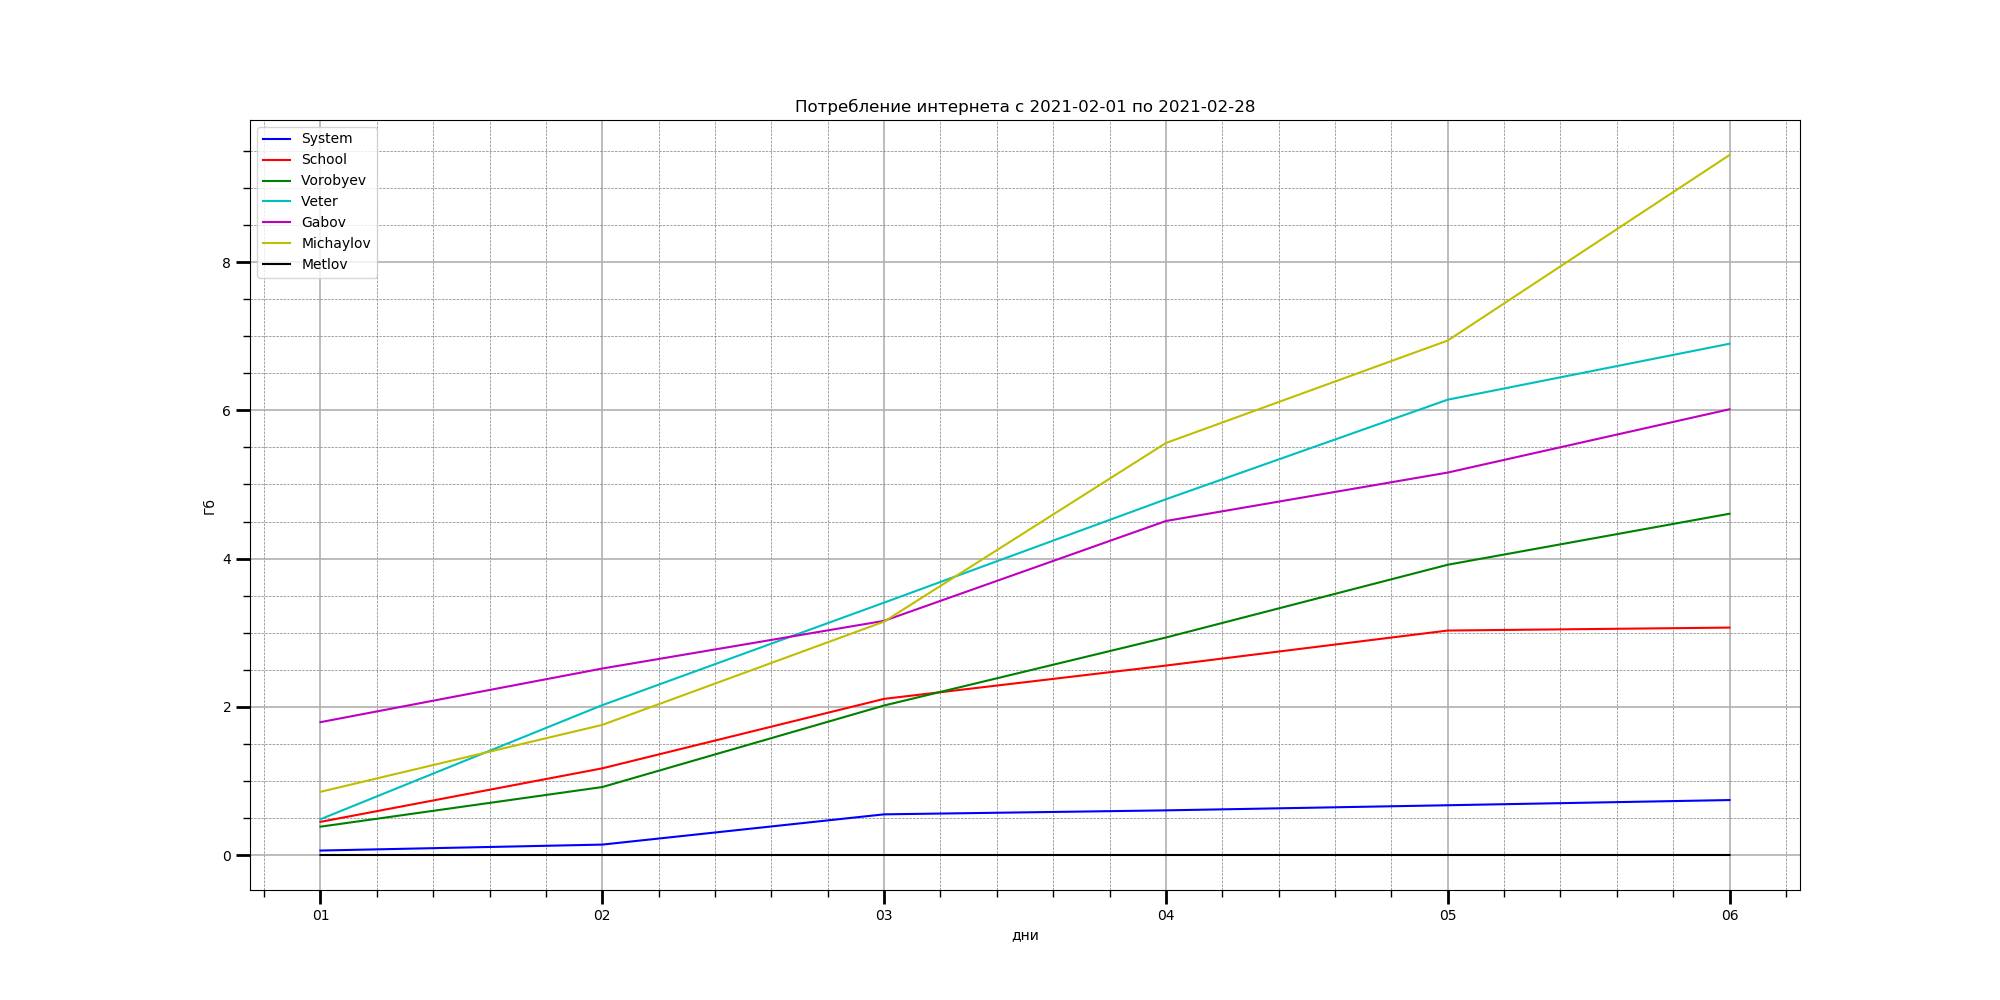 Потребление интернета с 2021-02-01 по 2021-02-28
System
School
Vorobyev
Veter
Gabov
Michaylov
Metlov
8
6
4
2
0
Гб
01 02 03 04 05 06
дни